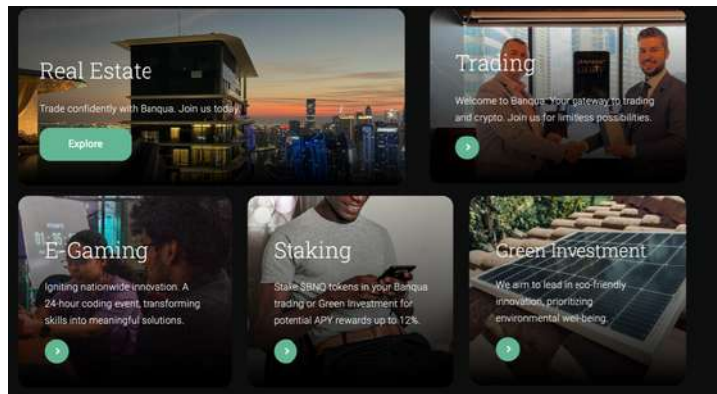 Real Estate
Trade confidently with Banqua. Join us today.
Explore
Trading
Welcome to Banqua. Your gateway to trading
and crypto. Join us for limitless possibilities.
E-Gaming
Igniting nationwide innovation. A
24-hour coding event, transforming
skills into meaningful solutions.
Staking
Stake $BNQ tokens in your Banqua
trading or Green Investment for
potential APY rewards up to 12%.
Green Investment
We aim to lead in eco-friendly
innovation, prioritizing
environmental well-being.